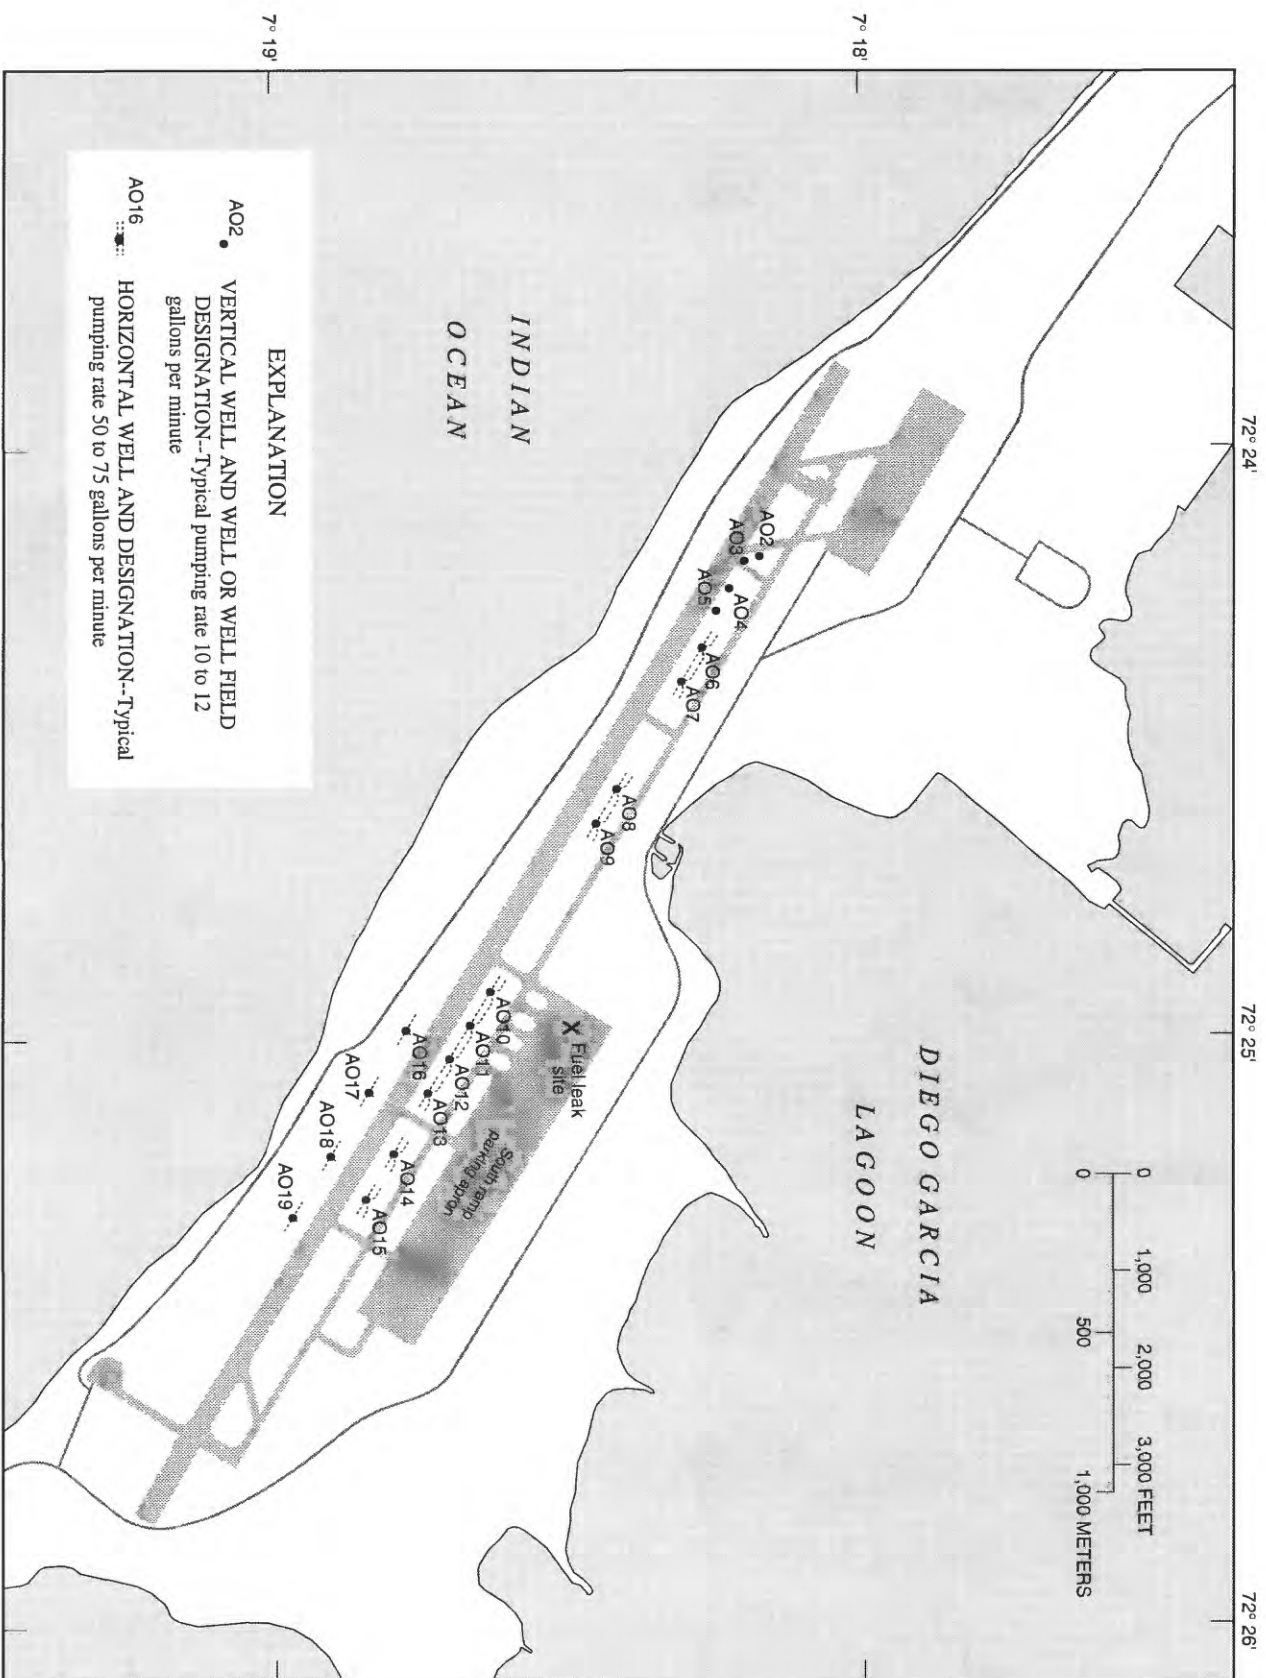 72° 24'
72° 25'
72° 26'
7° 18'
7° 19'
0 1,000 2,000 3,000 FEET
0 500 1,000 METERS
DIEGO GARCIA
LAGOON
INDIAN
OCEAN
AO2
AO3
AO4
AO5
AO6
AO7
AO8
AO9
AO10
AO11
AO12
AO13
AO14
AO15
AO16
AO17
AO18
AO19
X Fuel leak
site
South ramp
parking apron
EXPLANATION
AO2 VERTICAL WELL AND WELL OR WELL FIELD
DESIGNATION--Typical pumping rate 10 to 12
gallons per minute
AO16 HORIZONTAL WELL AND DESIGNATION--Typical
pumping rate 50 to 75 gallons per minute